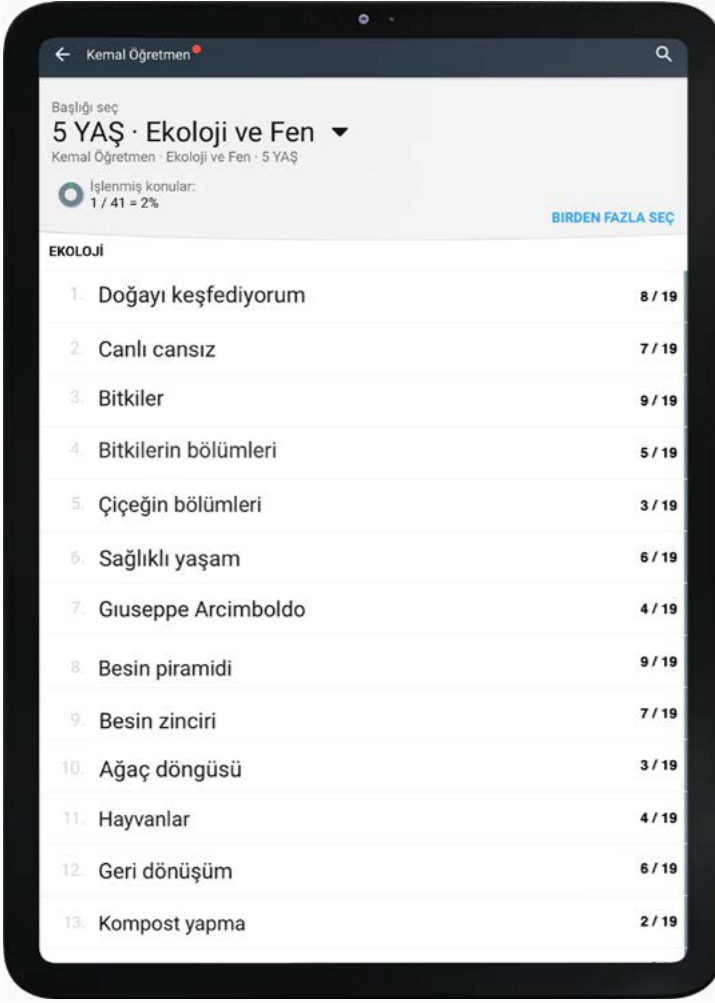 Kemal Öğretmen
Başlığı seç
5 YAŞ · Ekoloji ve Fen
Kemal Öğretmen · Ekoloji ve Fen · 5 YAŞ
İşlenmiş konular:
1 / 41 = 2%
BIRDEN FAZLA SEÇ
EKOLOJİ
1. Doğayı keşfediyorum 8 / 19
2. Canlı cansız 7 / 19
3. Bitkiler 9 / 19
4. Bitkilerin bölümleri 5 / 19
5. Çiçeğin bölümleri 3 / 19
6. Sağlıklı yaşam 6 / 19
7. Gıuseppe Arcimboldo 4 / 19
8. Besin piramidi 9 / 19
9. Besin zinciri 7 / 19
10. Ağaç döngüsü 3 / 19
11. Hayvanlar 4 / 19
12. Geri dönüşüm 6 / 19
13. Kompost yapma 2 / 19